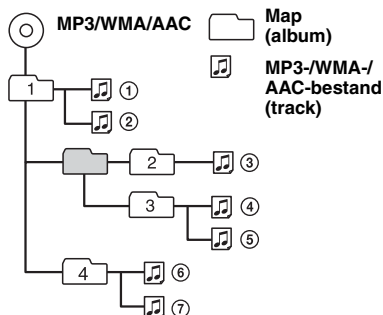 MP3/WMA/AAC
Map
(album)
MP3-/WMA-/
AAC-bestand
(track)
1
①
②
2
③
3
④
⑤
4
⑥
⑦